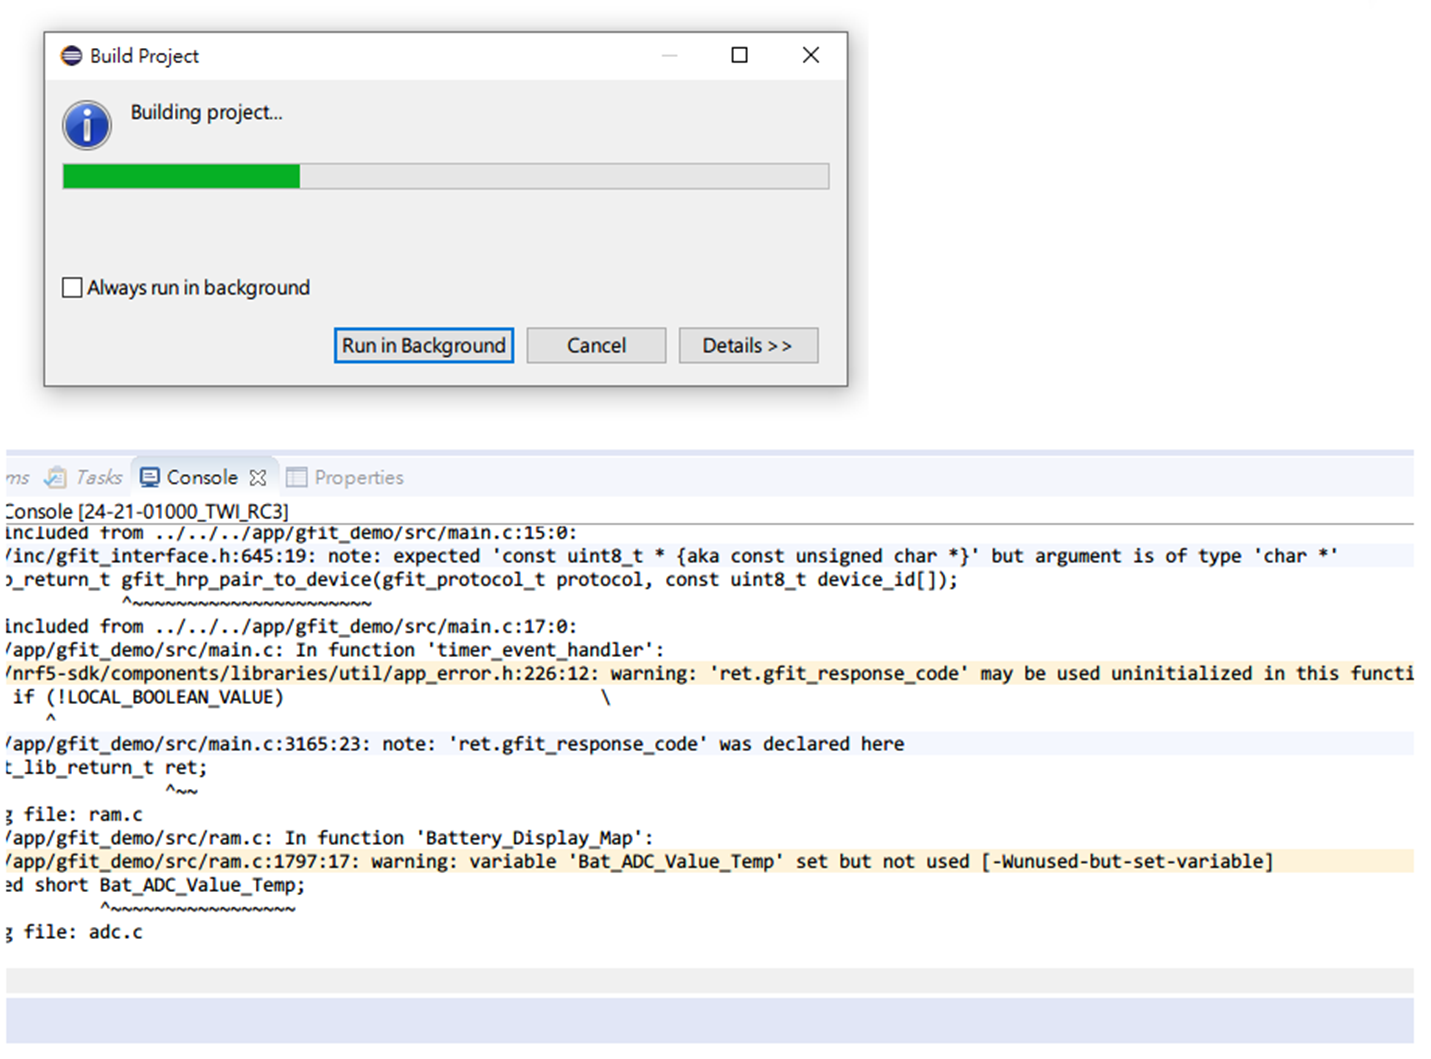 Build Project
Building project...
Always run in background
Run in Background
Cancel
Details >>
ms Tasks Console Properties
Console [24-21-01000_TWI_RC3]
included from ../../../app/gfit_demo/src/main.c:15:0:
/inc/gfit_interface.h:645:19: note: expected 'const uint8_t * {aka const unsigned char *}' but argument is of type 'char *'
b_return_t gfit_hrp_pair_to_device(gfit_protocol_t protocol, const uint8_t device_id[]);
^~~~~~~~~~~~~~~~~~~~~~~
included from ../../../app/gfit_demo/src/main.c:17:0:
/app/gfit_demo/src/main.c: In function 'timer_event_handler':
/nrf5-sdk/components/libraries/util/app_error.h:226:12: warning: 'ret.gfit_response_code' may be used uninitialized in this functi
if (!LOCAL_BOOLEAN_VALUE) \
^
/app/gfit_demo/src/main.c:3165:23: note: 'ret.gfit_response_code' was declared here
t_lib_return_t ret;
^~~
g file: ram.c
/app/gfit_demo/src/ram.c: In function 'Battery_Display_Map':
/app/gfit_demo/src/ram.c:1797:17: warning: variable 'Bat_ADC_Value_Temp' set but not used [-Wunused-but-set-variable]
ed short Bat_ADC_Value_Temp;
^~~~~~~~~~~~~~~~~~
g file: adc.c